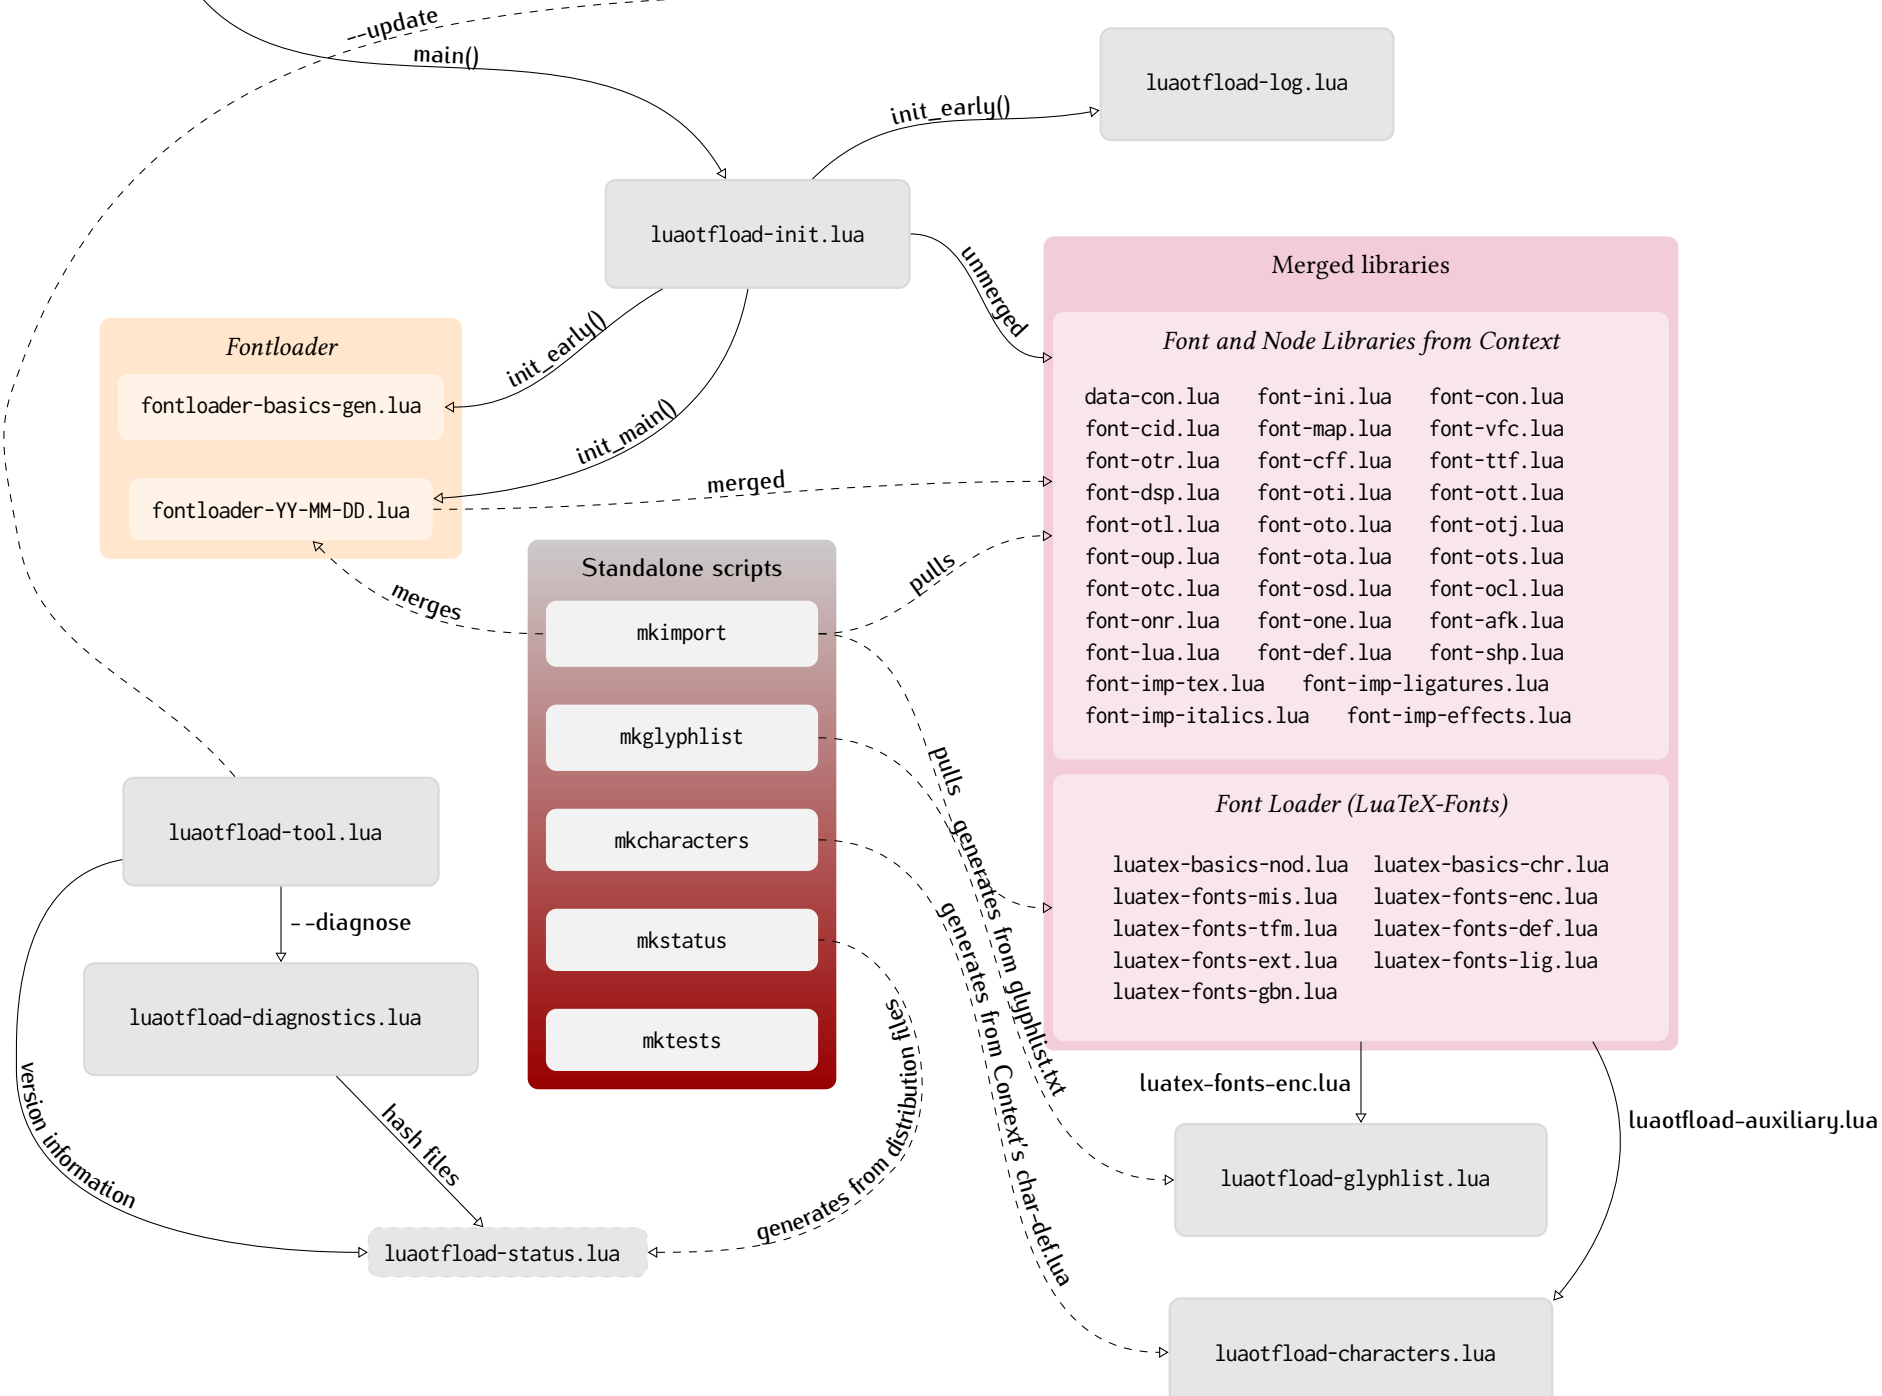 --update
main()
luaotfload-log.lua
init_early()
luaotfload-init.lua
unmerged
Merged libraries
Font and Node Libraries from Context
data-con.lua font-ini.lua font-con.lua
font-cid.lua font-map.lua font-vfc.lua
font-otr.lua font-cff.lua font-ttf.lua
font-dsp.lua font-oti.lua font-ott.lua
font-otl.lua font-oto.lua font-otj.lua
font-oup.lua font-ota.lua font-ots.lua
font-otc.lua font-osd.lua font-ocl.lua
font-onr.lua font-one.lua font-afk.lua
font-lua.lua font-def.lua font-shp.lua
font-imp-tex.lua font-imp-ligatures.lua
font-imp-italics.lua font-imp-effects.lua
init_early()
Fontloader
fontloader-basics-gen.lua
init_main()
merged
fontloader-YY-MM-DD.lua
merges
Standalone scripts
mkimport
mkglyphlist
mkcharacters
mkstatus
mktests
pulls
pulls
generates from glyphlist.txt
generates from Context's char-def.lua
generates from distribution files
Font Loader (LuaTeX-Fonts)
luatex-basics-nod.lua luatex-basics-chr.lua
luatex-fonts-mis.lua luatex-fonts-enc.lua
luatex-fonts-tfm.lua luatex-fonts-def.lua
luatex-fonts-ext.lua luatex-fonts-lig.lua
luatex-fonts-gbn.lua
luaotfload-tool.lua
--diagnose
luaotfload-diagnostics.lua
version information
hash files
luaotfload-status.lua
luatex-fonts-enc.lua
luaotfload-auxiliary.lua
luaotfload-glyphlist.lua
luaotfload-characters.lua